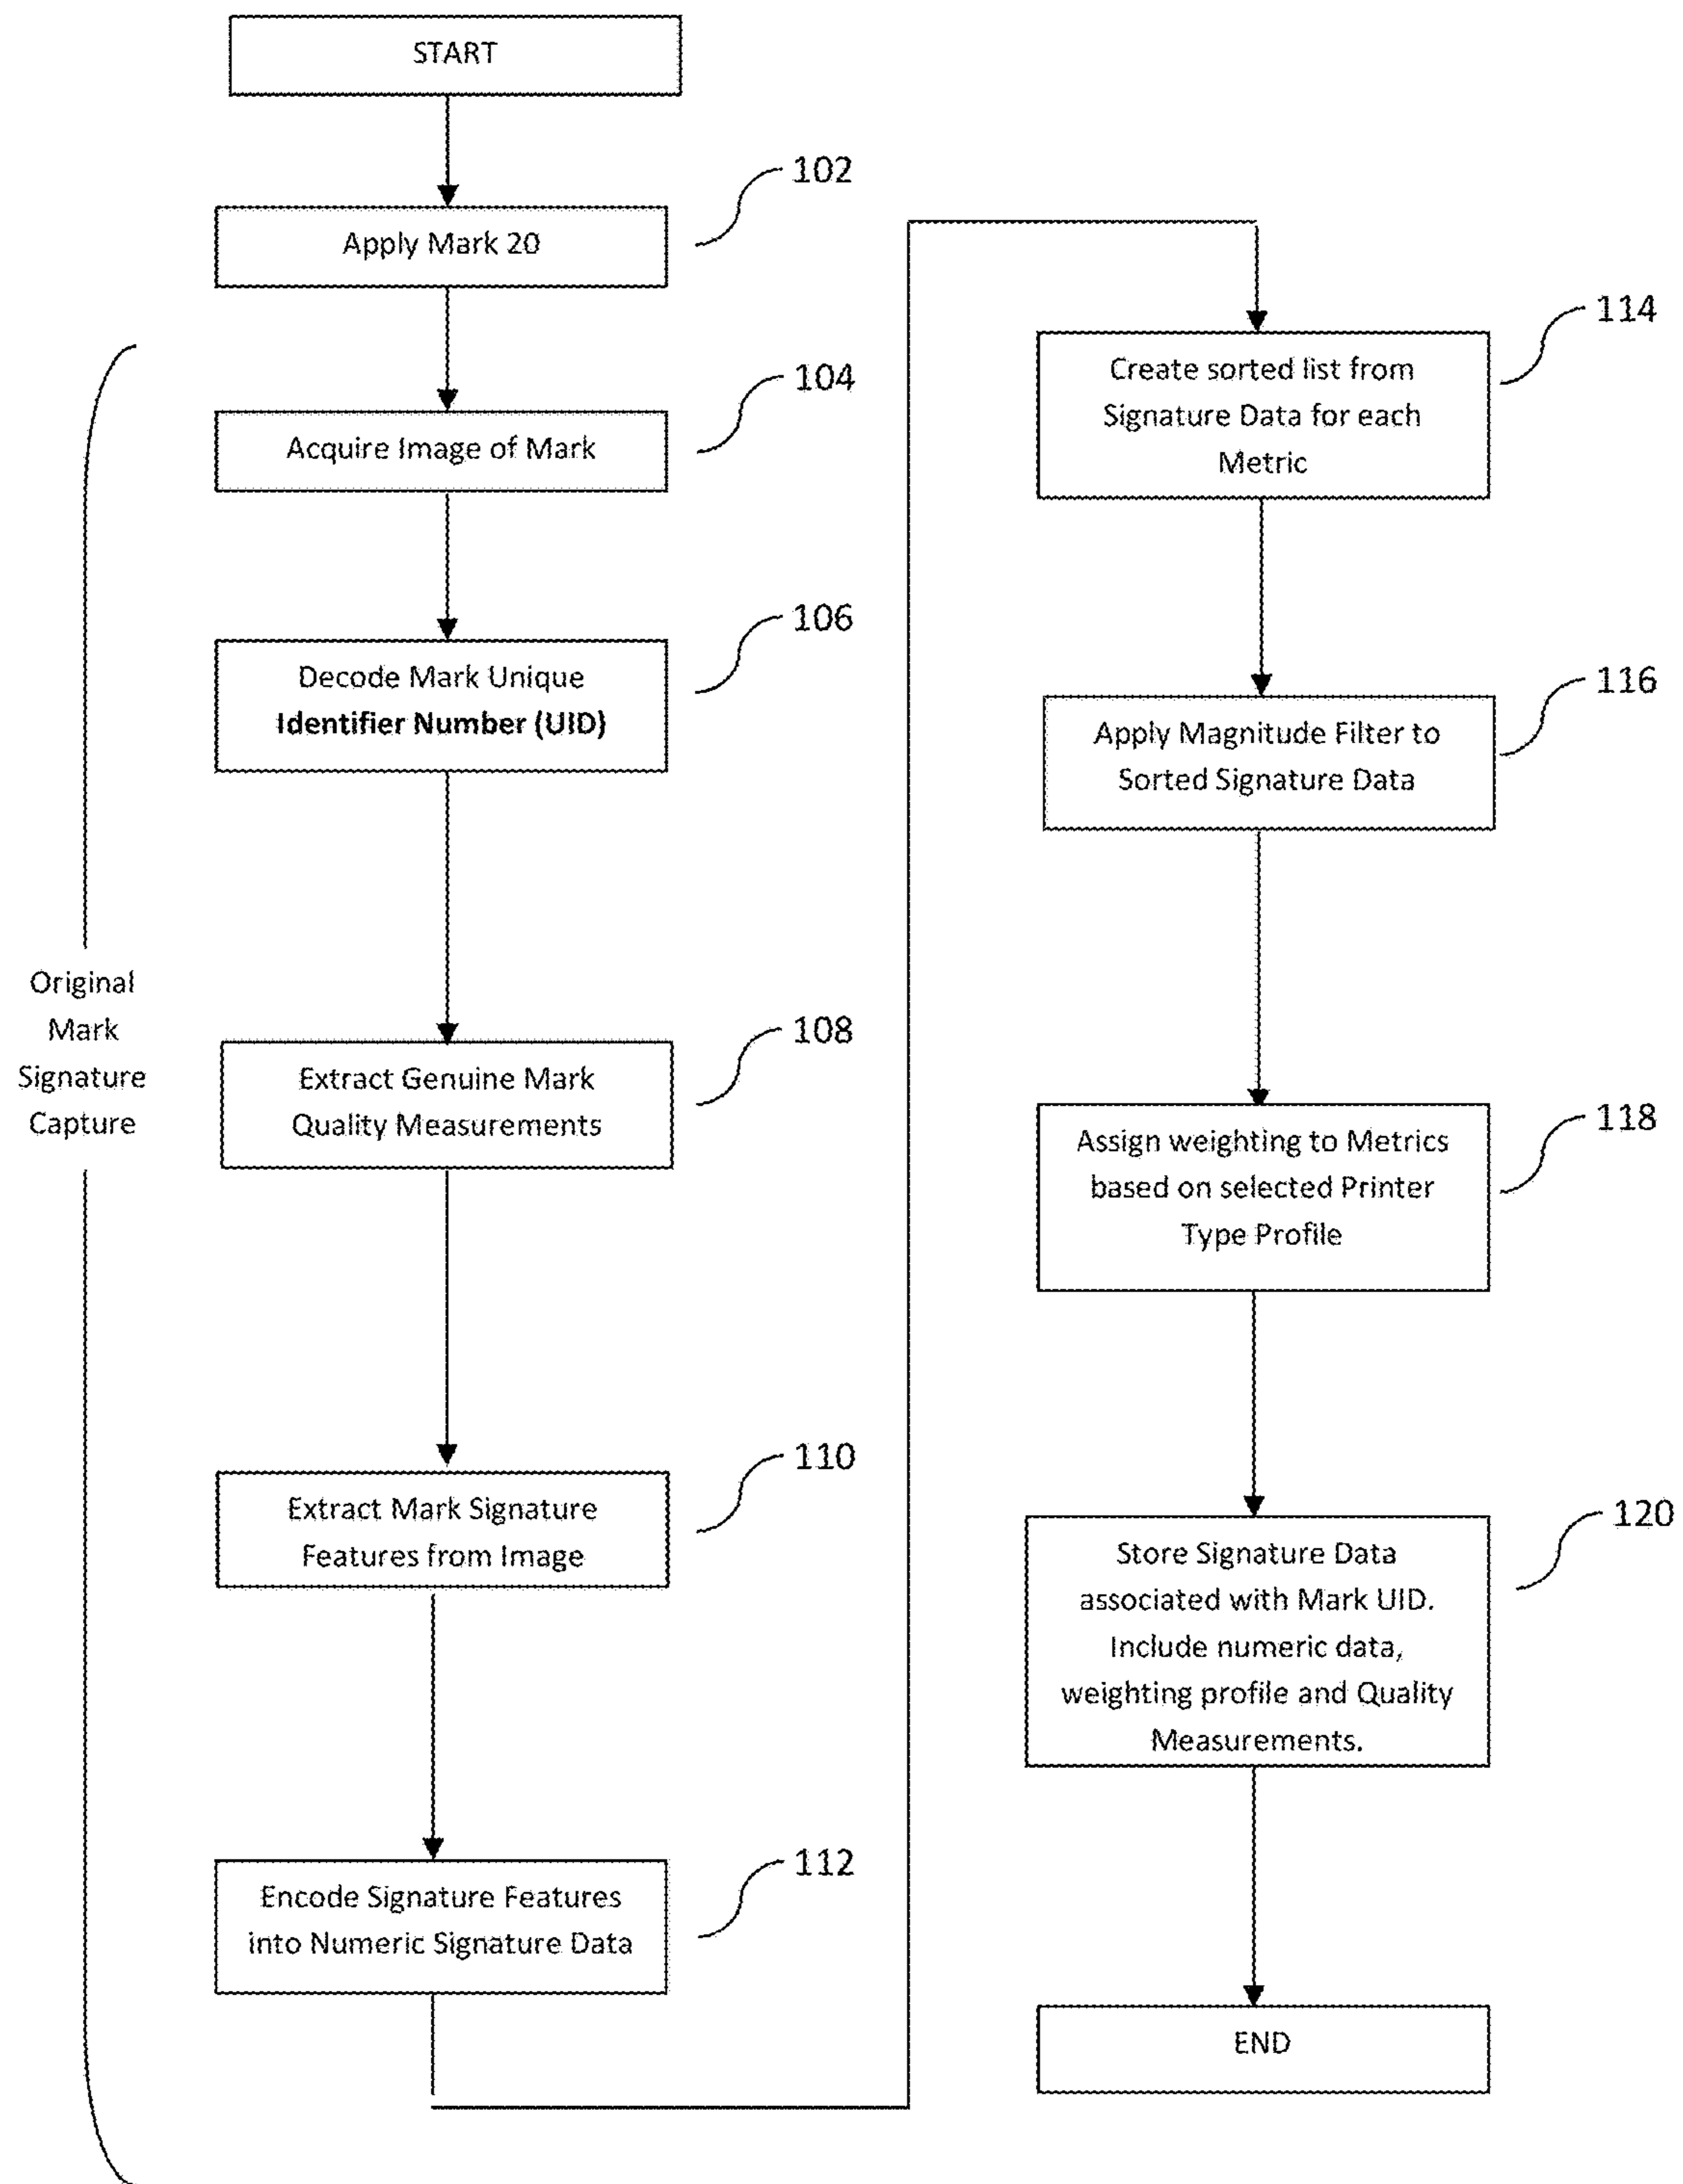 START
102
Apply Mark 20
104
Acquire Image of Mark
106
Decode Mark Unique
Identifier Number (UID)
108
Extract Genuine Mark
Quality Measurements
Original
Mark
Signature
Capture
110
Extract Mark Signature
Features from Image
112
Encode Signature Features
into Numeric Signature Data
114
Create sorted list from
Signature Data for each
Metric
116
Apply Magnitude Filter to
Sorted Signature Data
118
Assign weighting to Metrics
based on selected Printer
Type Profile
120
Store Signature Data
associated with Mark UID.
Include numeric data,
weighting profile and Quality
Measurements.
END